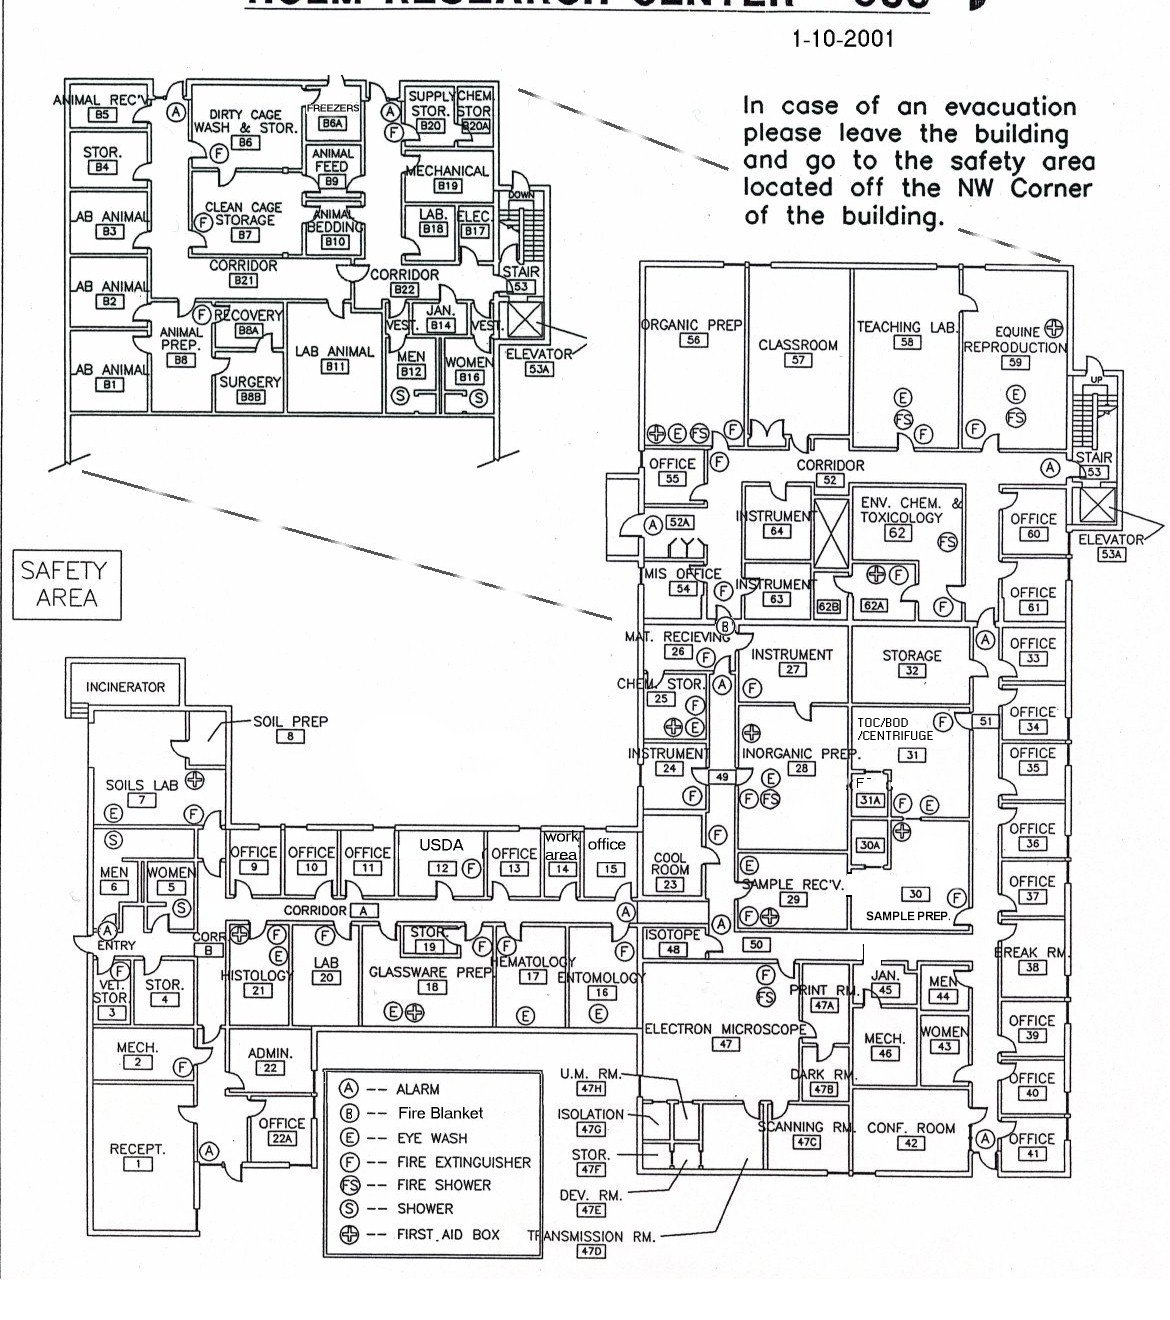 HOLM RESEARCH CENTER
1-10-2001
In case of an evacuation
please leave the building
and go to the safety area
located off the NW Corner
of the building.
ANIMAL REC'V
B5
STOR.
B4
LAB ANIMAL
B3
LAB ANIMAL
B2
LAB ANIMAL
B1
A
DIRTY CAGE
WASH & STOR.
B6
F
FREEZERS
B6A
ANIMAL
FEED
B9
CLEAN CAGE
STORAGE
B7
F
ANIMAL
BEDDING
B10
A
F
SUPPLY
STOR.
B20
CHEM.
STOR
B20A
MECHANICAL
B19
LAB.
B18
ELEC.
B17
DOWN
STAIR
53
CORRIDOR
B21
CORRIDOR
B22
F
RECOVERY
B8A
ANIMAL
PREP.
B8
SURGERY
B8B
LAB ANIMAL
B11
VEST.
JAN.
B14
VEST.
MEN
B12
S
WOMEN
B16
S
ELEVATOR
53A
SAFETY
AREA
ORGANIC PREP
56
E
FS
F
CLASSROOM
57
TEACHING LAB.
58
E
FS
F
EQUINE
REPRODUCTION
59
E
FS
F
UP
STAIR
53
ELEVATOR
53A
OFFICE
55
F
CORRIDOR
52
A
A
52A
INSTRUMENT
64
ENV. CHEM. &
TOXICOLOGY
62
FS
OFFICE
60
MIS OFFICE
54
F
INSTRUMENT
63
62B
F
62A
F
OFFICE
61
B
MAT. RECIEVING
26
F
INSTRUMENT
27
F
STORAGE
32
A
OFFICE
33
CHEM. STOR.
25
F
E
A
TOC/BOD
/CENTRIFUGE
31
F
51
OFFICE
34
INSTRUMENT
24
F
49
INORGANIC PREP.
28
E
F
FS
F
31A
F
E
OFFICE
35
COOL
ROOM
23
F
30A
OFFICE
36
E
SAMPLE REC'V.
29
F
30
F
SAMPLE PREP.
OFFICE
37
ISOTOPE
48
A
50
BREAK RM.
38
INCINERATOR
SOIL PREP
8
SOILS LAB
7
E
F
S
MEN
6
WOMEN
5
S
OFFICE
9
OFFICE
10
OFFICE
11
USDA
12
F
OFFICE
13
work
area
14
office
15
CORRIDOR
A
A
A
ENTRY
CORR
B
F
VET.
STOR.
3
STOR.
4
F
E
HISTOLOGY
21
F
LAB
20
STOR.
19
F
GLASSWARE PREP.
18
E
F
HEMATOLOGY
17
E
F
ENTOMOLOGY
16
E
MECH.
2
F
ADMIN.
22
OFFICE
22A
RECEPT.
1
A
F
FS
ELECTRON MICROSCOPE
47
PRINT RM.
47A
JAN.
45
MEN
44
MECH.
46
WOMEN
43
OFFICE
39
DARK RM.
47B
OFFICE
40
SCANNING RM.
47C
CONF. ROOM
42
A
OFFICE
41
U.M. RM.
47H
ISOLATION
47G
STOR.
47F
DEV. RM.
47E
TRANSMISSION RM.
47D
A -- ALARM
B -- Fire Blanket
E -- EYE WASH
F -- FIRE EXTINGUISHER
FS -- FIRE SHOWER
S -- SHOWER
-- FIRST AID BOX